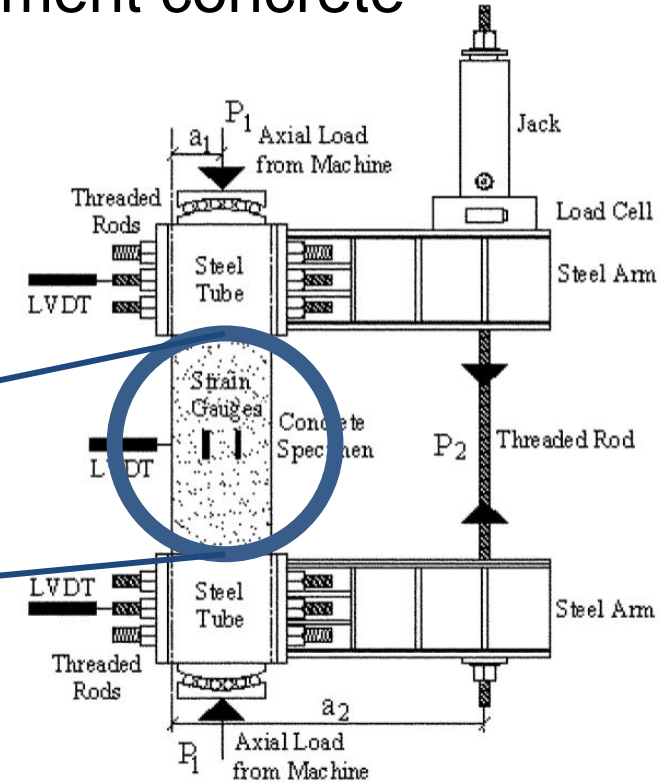 ment concrete
P1
a1
Axial Load
from Machine
Jack
Threaded
Rods
Load Cell
Steel
Tube
Steel Arm
LVDT
Strain
Gauges
Concrete
Specimen
P2
Threaded Rod
LVDT
LVDT
Steel
Tube
Steel Arm
Threaded
Rods
a2
P1
Axial Load
from Machine